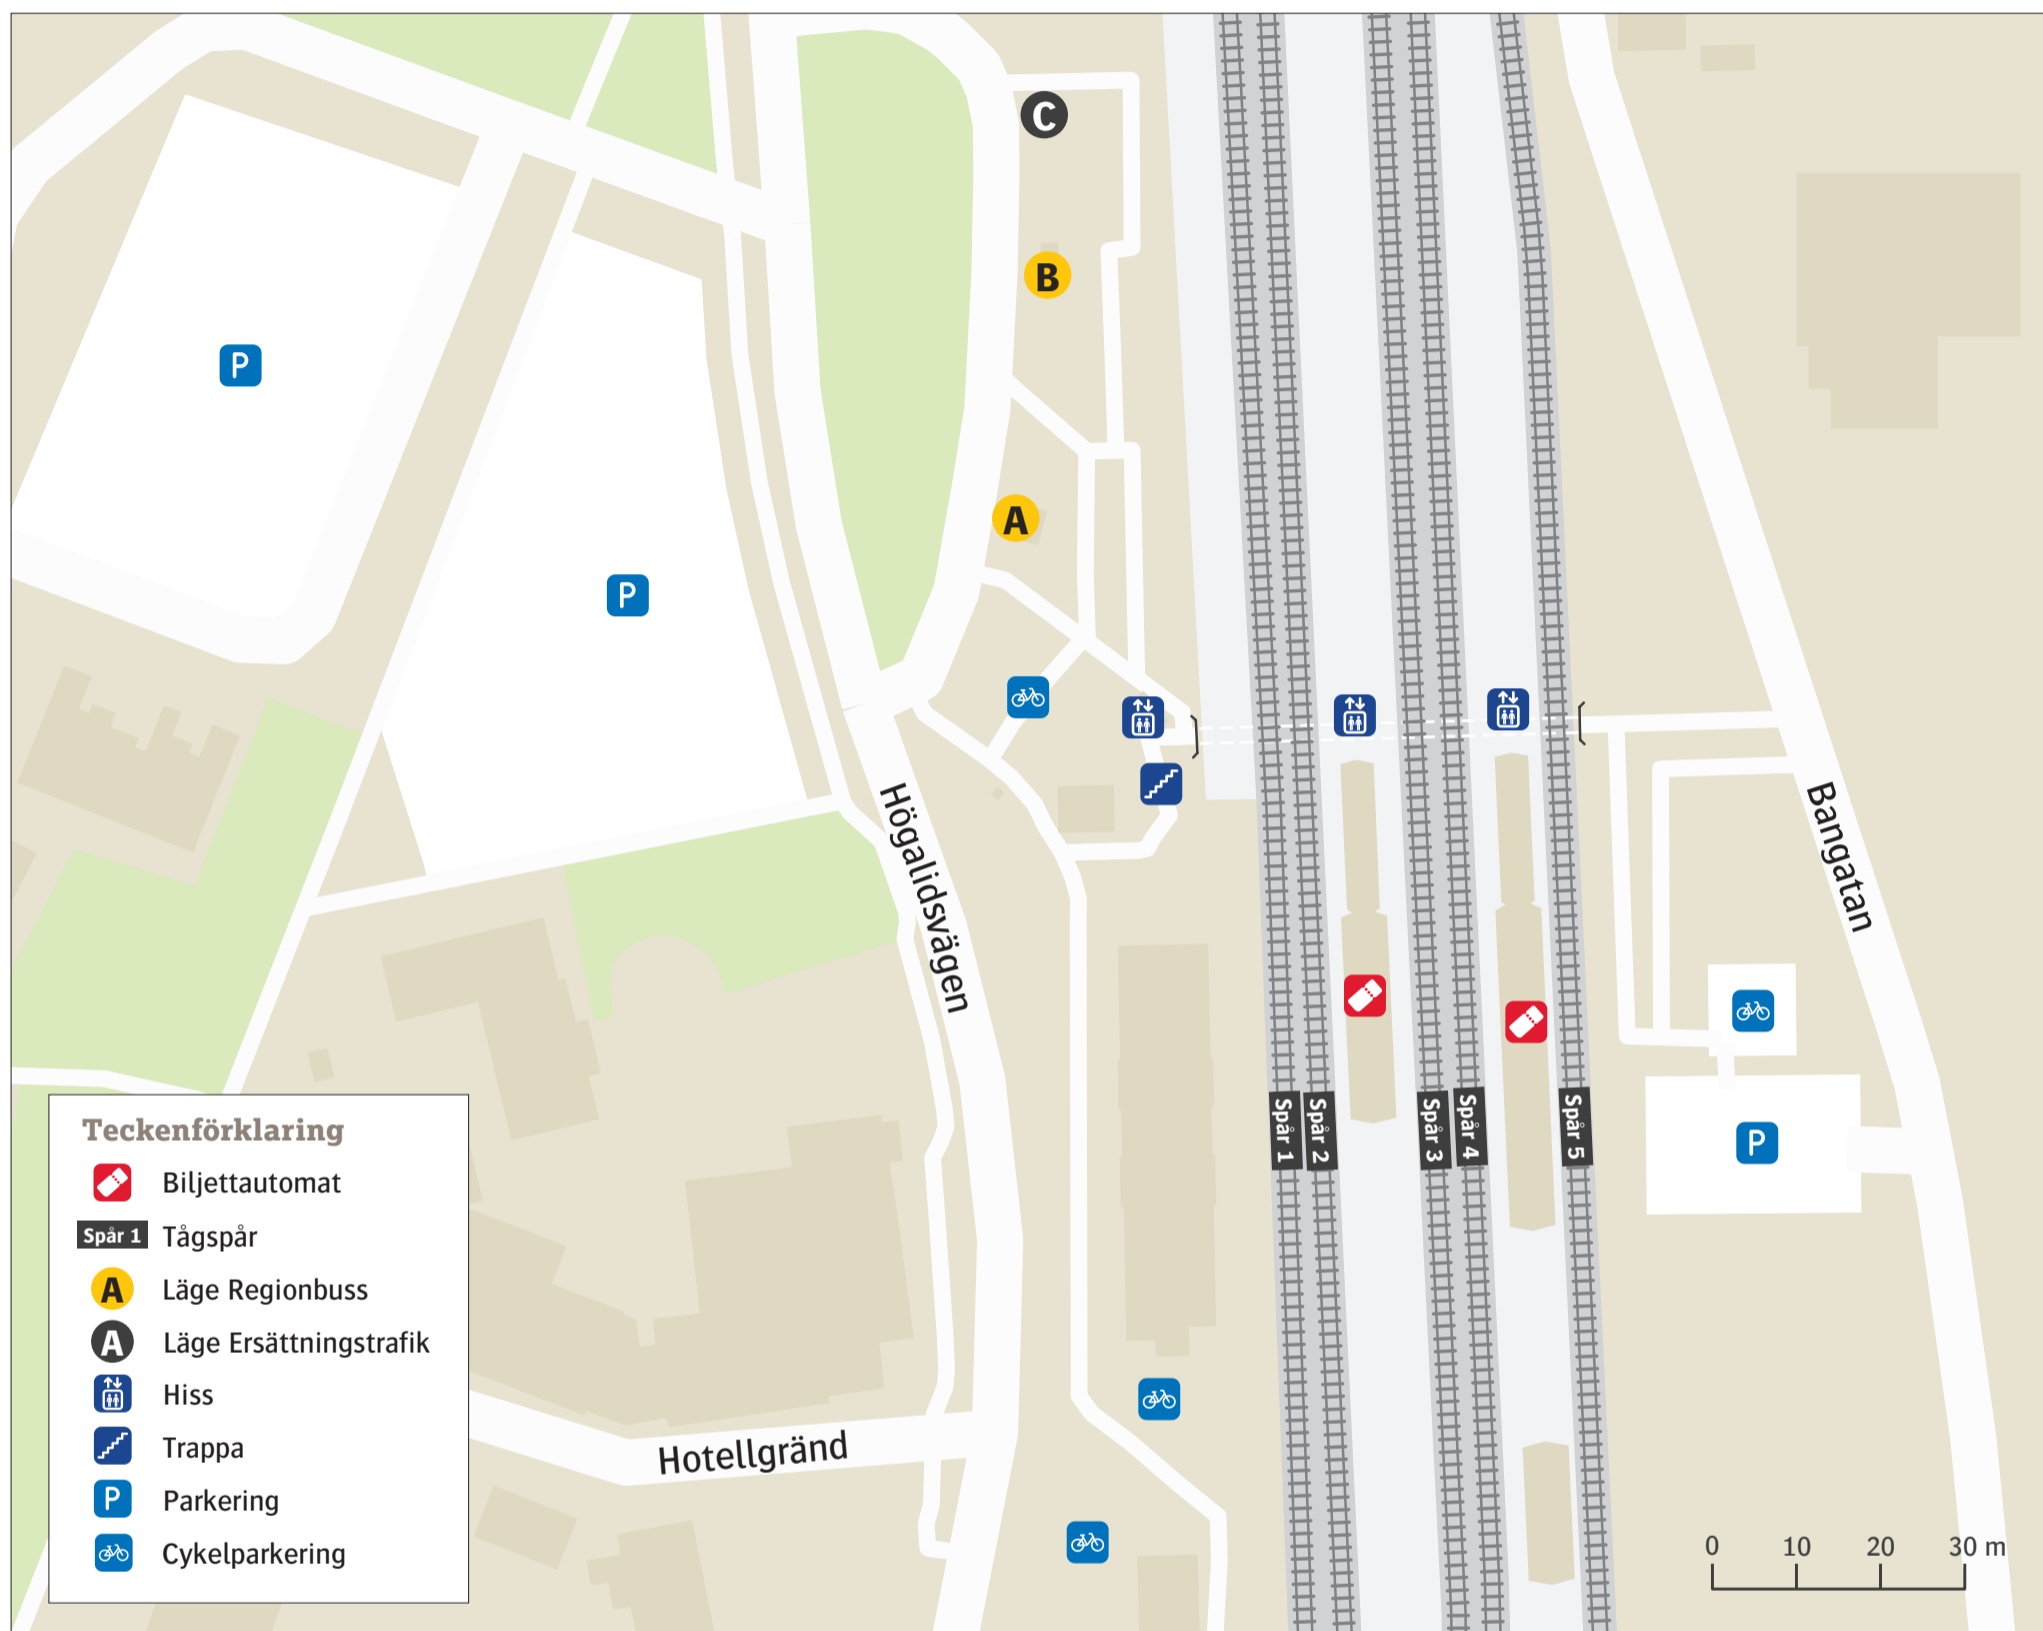 C
B
P
A
P
Högalidsvägen
Bangatan
Spår 1
Spår 2
Spår 3
Spår 4
Spår 5
P
Teckenförklaring
Biljettautomat
Spår 1 Tågspår
A Läge Regionbuss
A Läge Ersättningstrafik
Hiss
Trappa
P Parkering
Cykelparkering
Hotellgränd
0 10 20 30 m